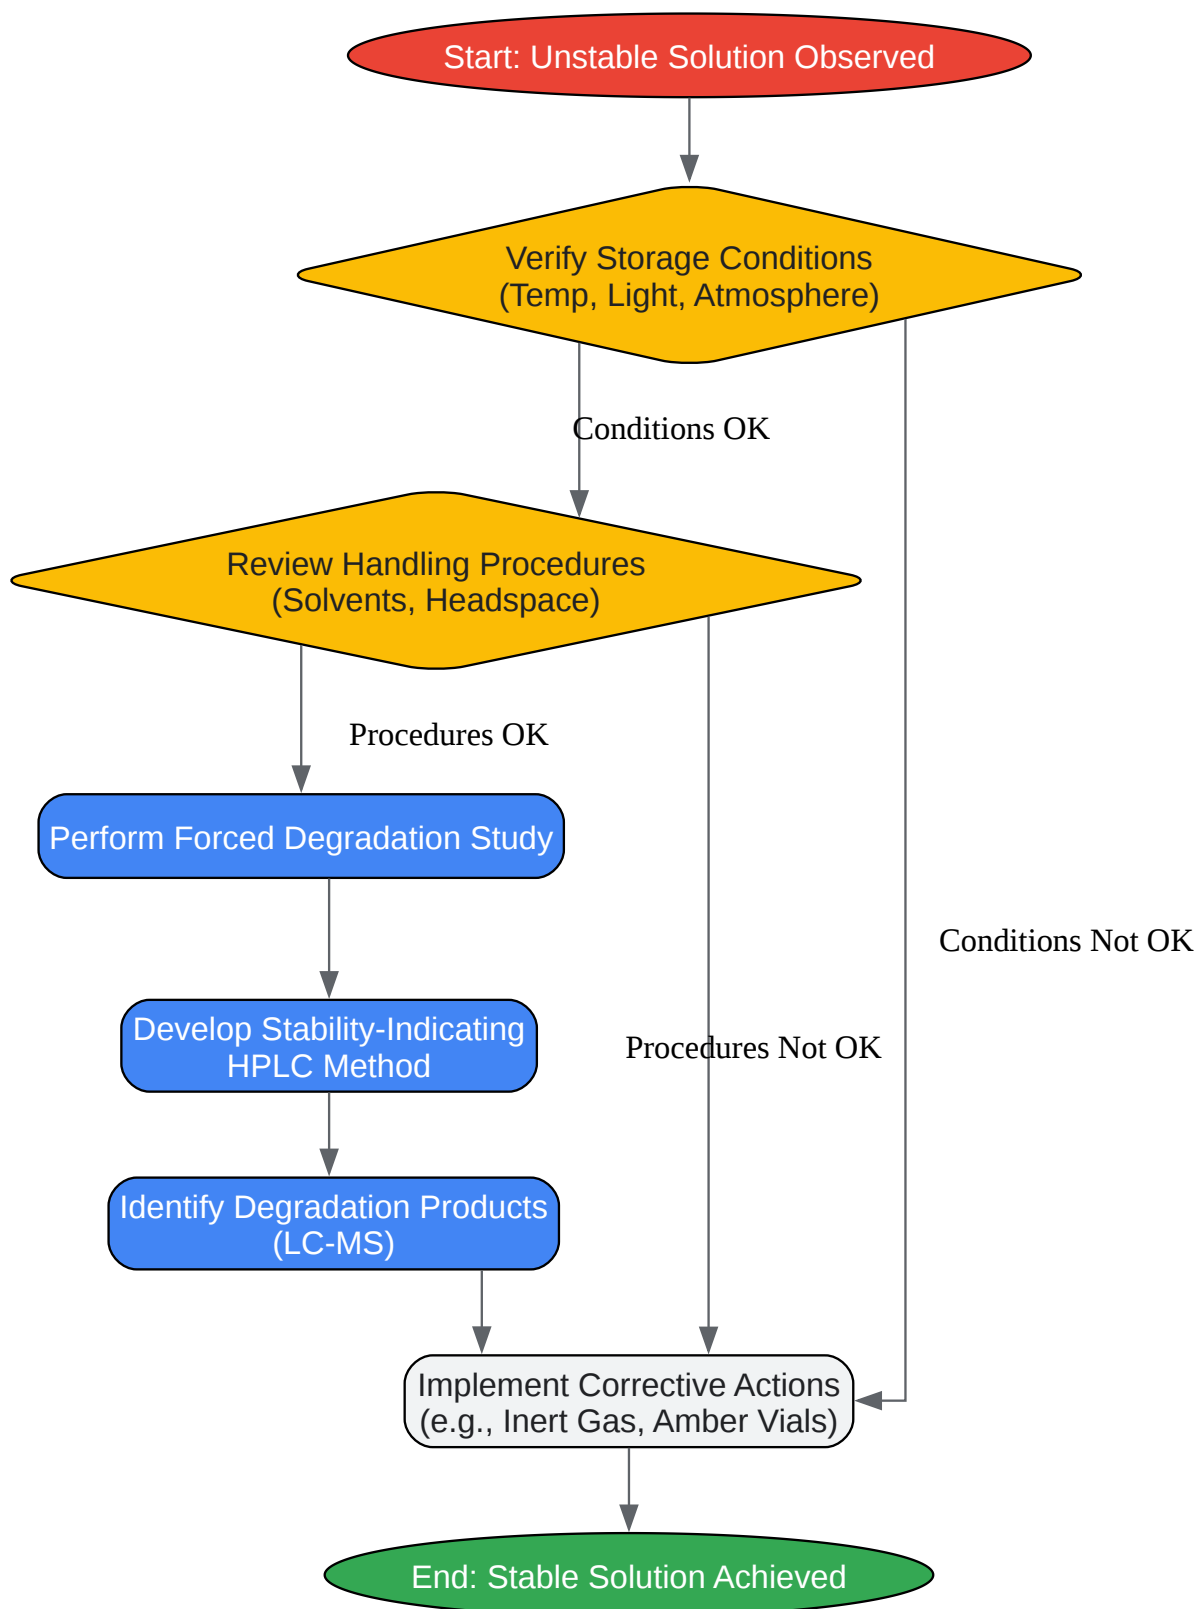 Start: Unstable Solution Observed
Verify Storage Conditions
(Temp, Light, Atmosphere)
Conditions OK
Review Handling Procedures
(Solvents, Headspace)
Procedures OK
Perform Forced Degradation Study
Conditions Not OK
Develop Stability-Indicating
HPLC Method
Procedures Not OK
Identify Degradation Products
(LC-MS)
Implement Corrective Actions
(e.g., Inert Gas, Amber Vials)
End: Stable Solution Achieved